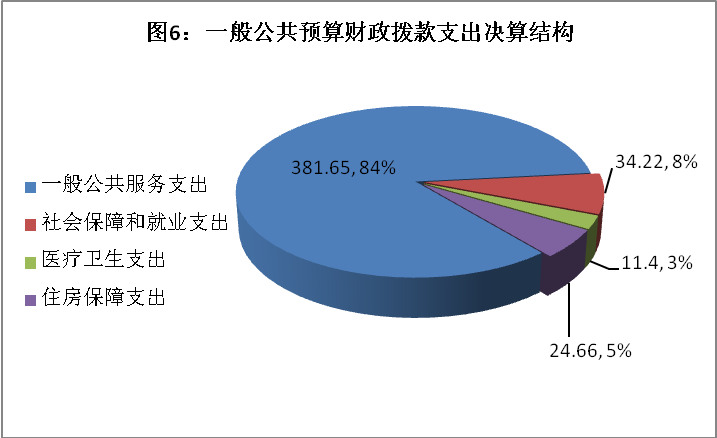 图6：一般公共预算财政拨款支出决算结构
381.65, 84%
34.22, 8%
11.4, 3%
24.66, 5%
一般公共服务支出
社会保障和就业支出
医疗卫生支出
住房保障支出